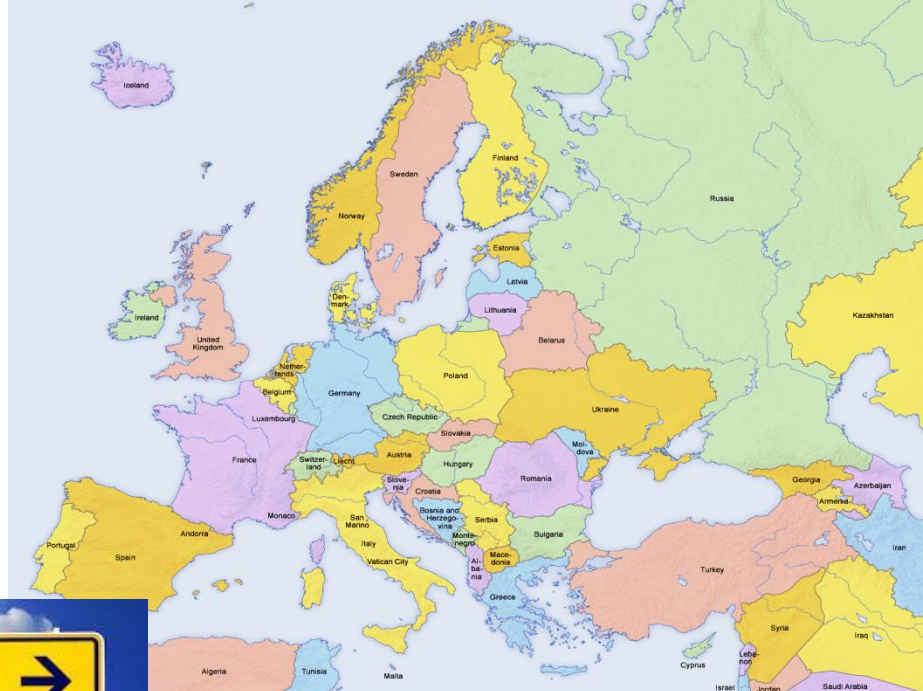 Iceland
Finland
Sweden
Russia
Norway
Estonia
Latvia
Den-
mark
Lithuania
Ireland
Kazakhstan
United
Kingdom
Belarus
Nether-
lands
Poland
Belgium
Germany
Ukraine
Luxembourg
Czech Republic
Slovakia
Mol-
dova
Austria
France
Switzer-
land
Liecht.
Hungary
Romania
Georgia
Slove-
nia
Azerbaijan
Croatia
Armenia
Monaco
San
Marino
Bosnia and
Herzego-
vina
Serbia
Andorra
Bulgaria
Monte-
negro
Italy
Portugal
Spain
Vatican City
Mace-
donia
Al-
ba-
nia
Iran
Turkey
Greece
Syria
Iraq
Leba-
non
Cyprus
Algeria
Tunisia
Malta
Israel
Jordan
Saudi Arabia